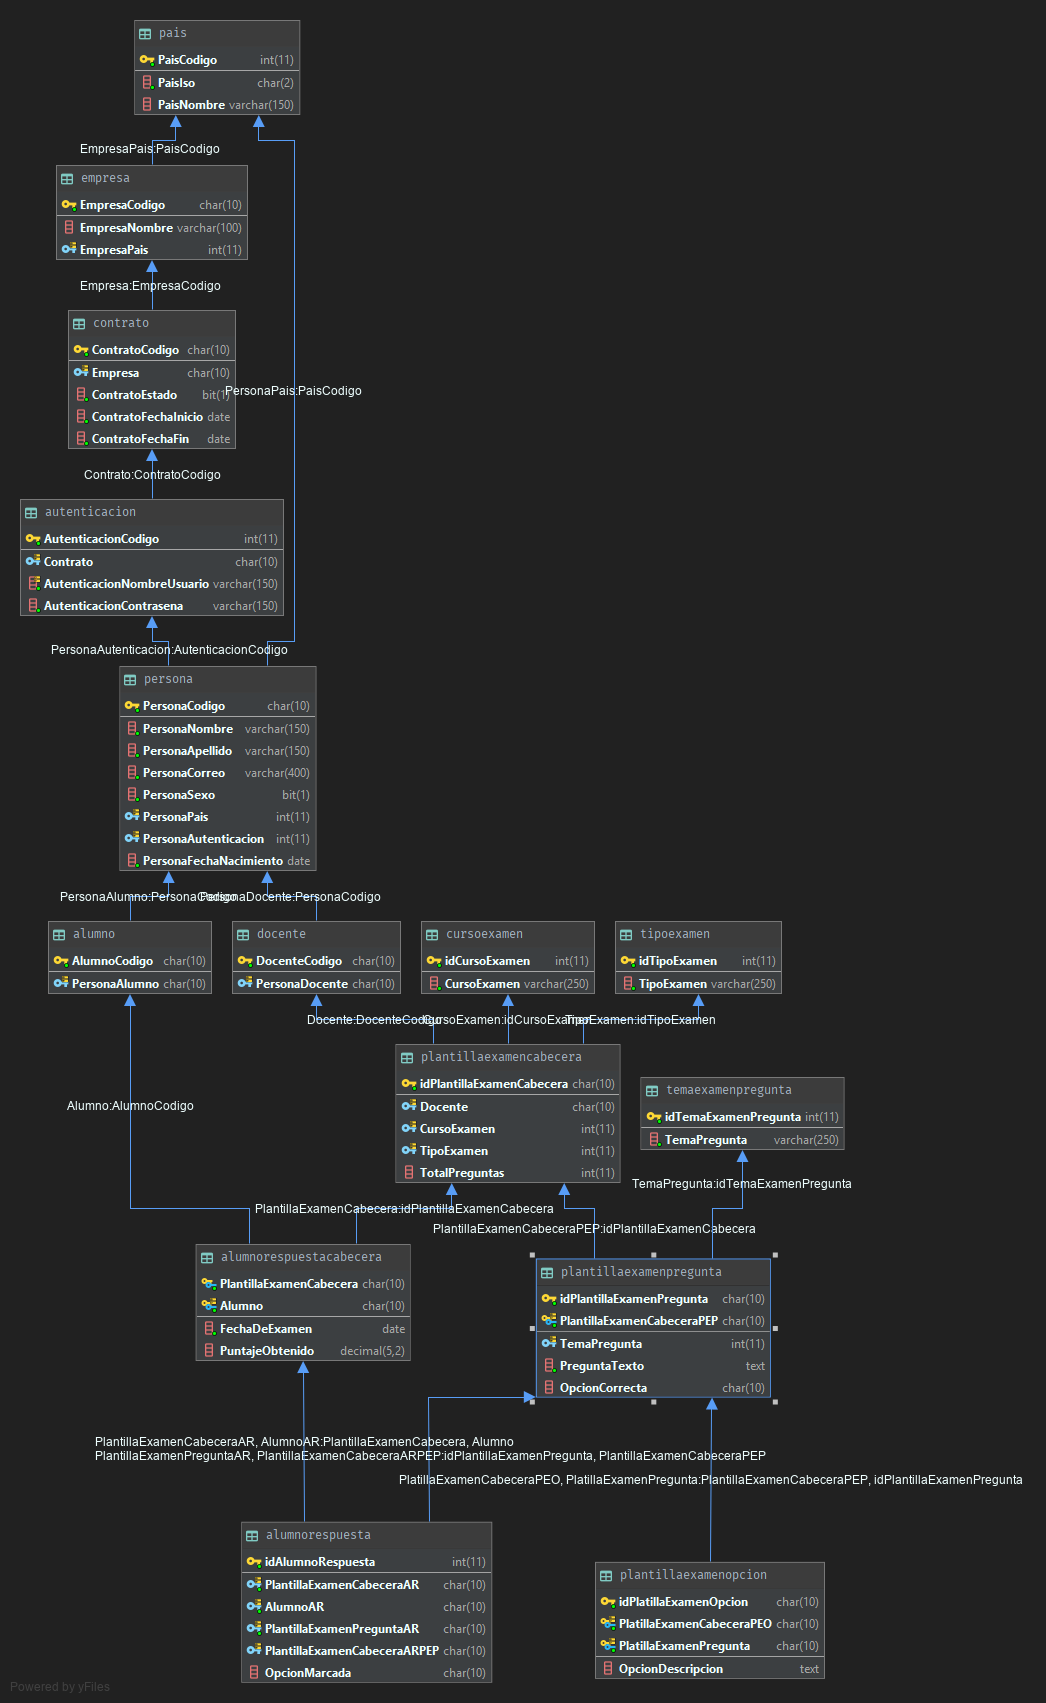 pais
PaisCodigo int(11)
PaisIso char(2)
PaisNombre varchar(150)
EmpresaPais:PaisCodigo
empresa
EmpresaCodigo char(10)
EmpresaNombre varchar(100)
EmpresaPais int(11)
Empresa:EmpresaCodigo
contrato
ContratoCodigo char(10)
Empresa char(10)
ContratoEstado bit(1)
ContratoFechaInicio date
ContratoFechaFin date
PersonaPais:PaisCodigo
Contrato:ContratoCodigo
autenticacion
AutenticacionCodigo int(11)
Contrato char(10)
AutenticacionNombreUsuario varchar(150)
AutenticacionContrasena varchar(150)
PersonaAutenticacion:AutenticacionCodigo
persona
PersonaCodigo char(10)
PersonaNombre varchar(150)
PersonaApellido varchar(150)
PersonaCorreo varchar(400)
PersonaSexo bit(1)
PersonaPais int(11)
PersonaAutenticacion int(11)
PersonaFechaNacimiento date
PersonaAlumno:PersonaCodigo
PersonaDocente:PersonaCodigo
alumno
AlumnoCodigo char(10)
PersonaAlumno char(10)
docente
DocenteCodigo char(10)
PersonaDocente char(10)
cursoexamen
idCursoExamen int(11)
CursoExamen varchar(250)
tipoexamen
idTipoExamen int(11)
TipoExamen varchar(250)
Docente:DocenteCodigo
CursoExamen:idCursoExamen
TipoExamen:idTipoExamen
plantillaexamencabecera
idPlantillaExamenCabecera char(10)
Docente char(10)
CursoExamen int(11)
TipoExamen int(11)
TotalPreguntas int(11)
temaexamenpregunta
idTemaExamenPregunta int(11)
TemaPregunta varchar(250)
Alumno:AlumnoCodigo
TemaPregunta:idTemaExamenPregunta
PlantillaExamenCabecera:idPlantillaExamenCabecera
PlantillaExamenCabeceraPEP:idPlantillaExamenCabecera
alumnorespuestacabecera
PlantillaExamenCabecera char(10)
Alumno char(10)
FechaDeExamen date
PuntajeObtenido decimal(5,2)
plantillaexamenpregunta
idPlantillaExamenPregunta char(10)
PlantillaExamenCabeceraPEP char(10)
TemaPregunta int(11)
PreguntaTexto text
OpcionCorrecta char(10)
PlantillaExamenCabeceraAR, AlumnoAR:PlantillaExamenCabecera, Alumno
PlantillaExamenPreguntaAR, PlantillaExamenCabeceraARPEP:idPlantillaExamenPregunta, PlantillaExamenCabeceraPEP
PlatillaExamenCabeceraPEO, PlatillaExamenPregunta:PlantillaExamenCabeceraPEP, idPlantillaExamenPregunta
alumnorespuesta
idAlumnoRespuesta int(11)
PlantillaExamenCabeceraAR char(10)
AlumnoAR char(10)
PlantillaExamenPreguntaAR char(10)
PlantillaExamenCabeceraARPEP char(10)
OpcionMarcada char(10)
plantillaexamenopcion
idPlatillaExamenOpcion char(10)
PlatillaExamenCabeceraPEO char(10)
PlatillaExamenPregunta char(10)
OpcionDescripcion text
Powered by yFiles